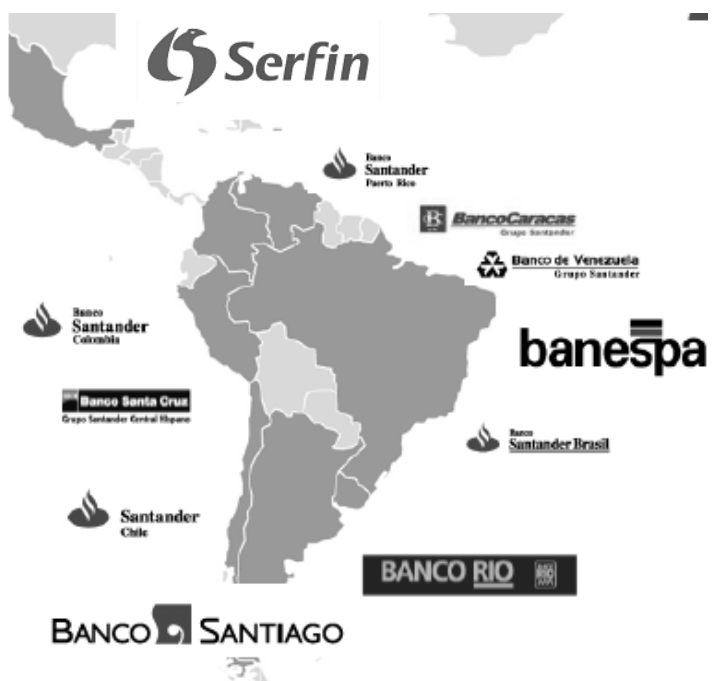 Serfin
Banco
Santander
Puerto Rico
BancoCaracas
Grupo Santander
Banco de Venezuela
Grupo Santander
Banco
Santander
Colombia
banespa
Banco Santa Cruz
Grupo Santander Central Hispano
Banco
Santander Brasil
Santander
Chile
BANCO RIO
BANCO SANTIAGO